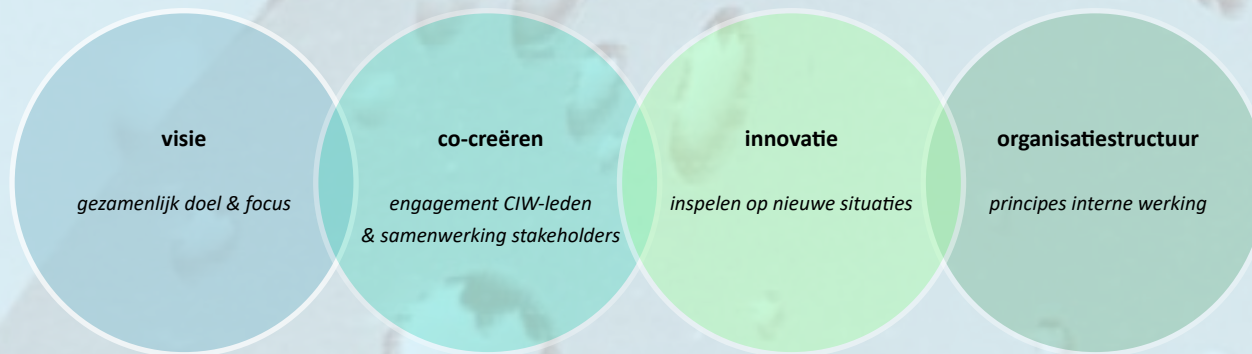 visie
gezamenlijk doel & focus
co-creëren
engagement CIW-leden
& samenwerking stakeholders
innovatie
inspelen op nieuwe situaties
organisatiestructuur
principes interne werking